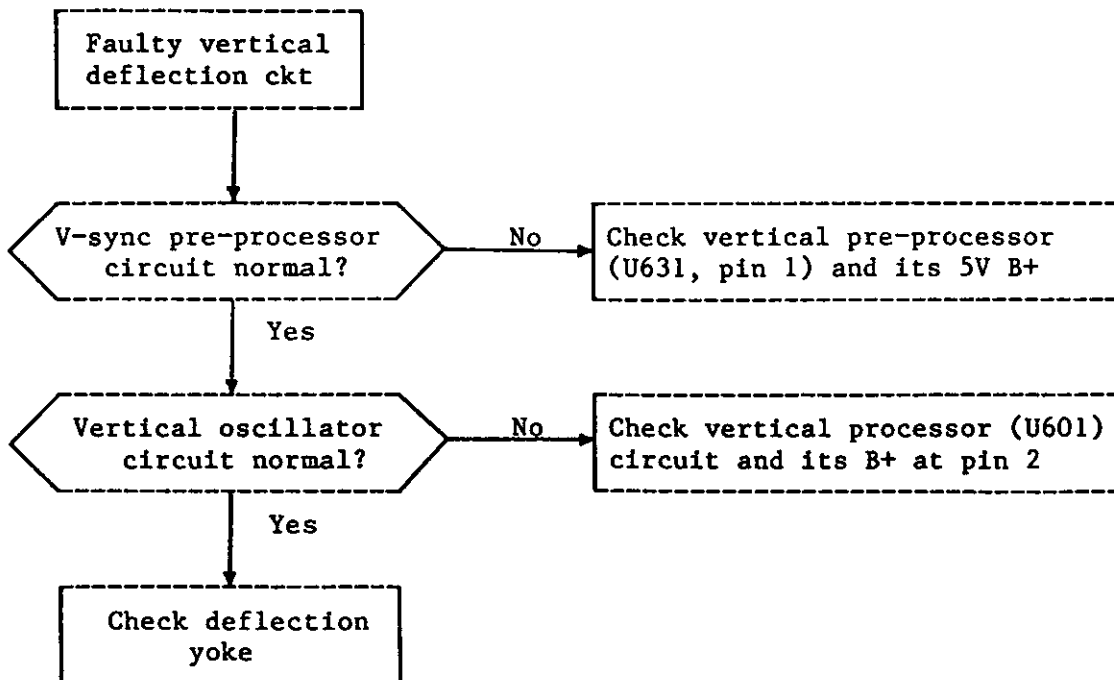 Faulty vertical
deflection ckt
V-sync pre-processor
circuit normal?
No
Check vertical pre-processor
(U631, pin 1) and its 5V B+
Yes
Vertical oscillator
circuit normal?
No
Check vertical processor (U601)
circuit and its B+ at pin 2
Yes
Check deflection
yoke